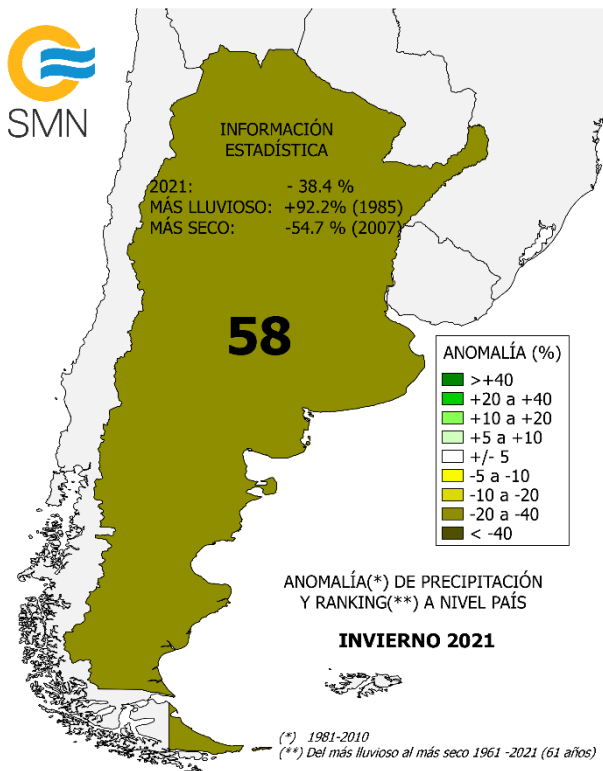 SMN
INFORMACIÓN
ESTADÍSTICA
2021: - 38.4 %
MÁS LLUVIOSO: +92.2% (1985)
MÁS SECO: -54.7 % (2007)
58
ANOMALÍA (%)
>+40
+20 a +40
+10 a +20
+5 a +10
+/- 5
-5 a -10
-10 a -20
-20 a -40
< -40
ANOMALÍA(*) DE PRECIPITACIÓN
Y RANKING(**) A NIVEL PAÍS
INVIERNO 2021
(*) 1981-2010
(**) Del más lluvioso al más seco 1961 -2021 (61 años)